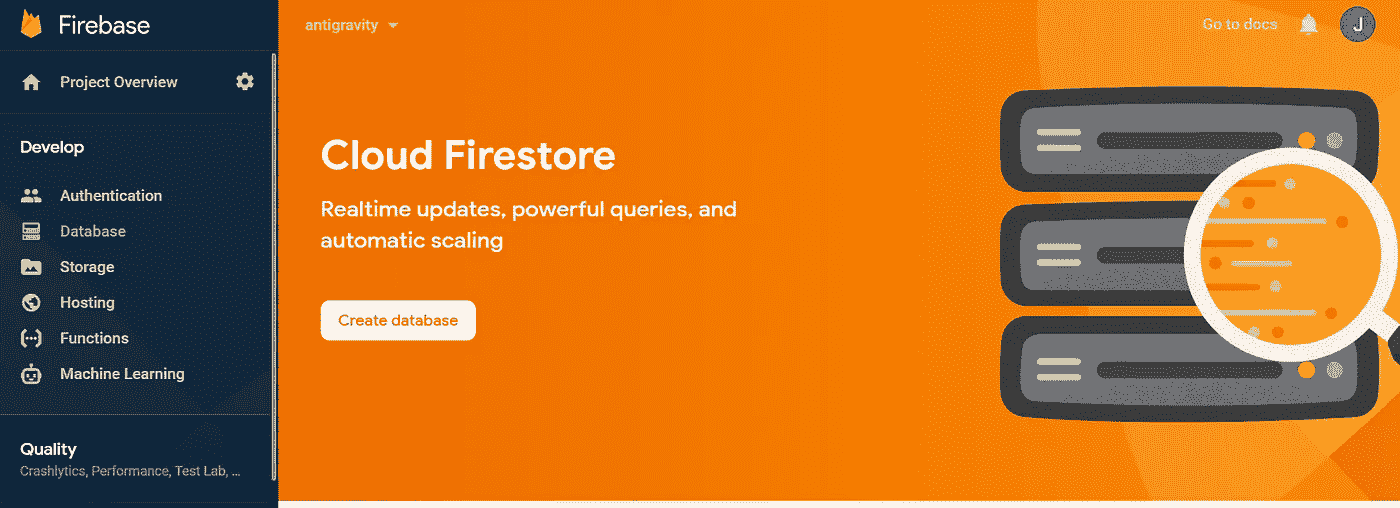 Firebase
Project Overview
Develop
Authentication
Database
Storage
Hosting
Functions
Machine Learning
Quality
Crashlytics, Performance, Test Lab, ...
antigravity
Go to docs
J
Cloud Firestore
Realtime updates, powerful queries, and
automatic scaling
Create database